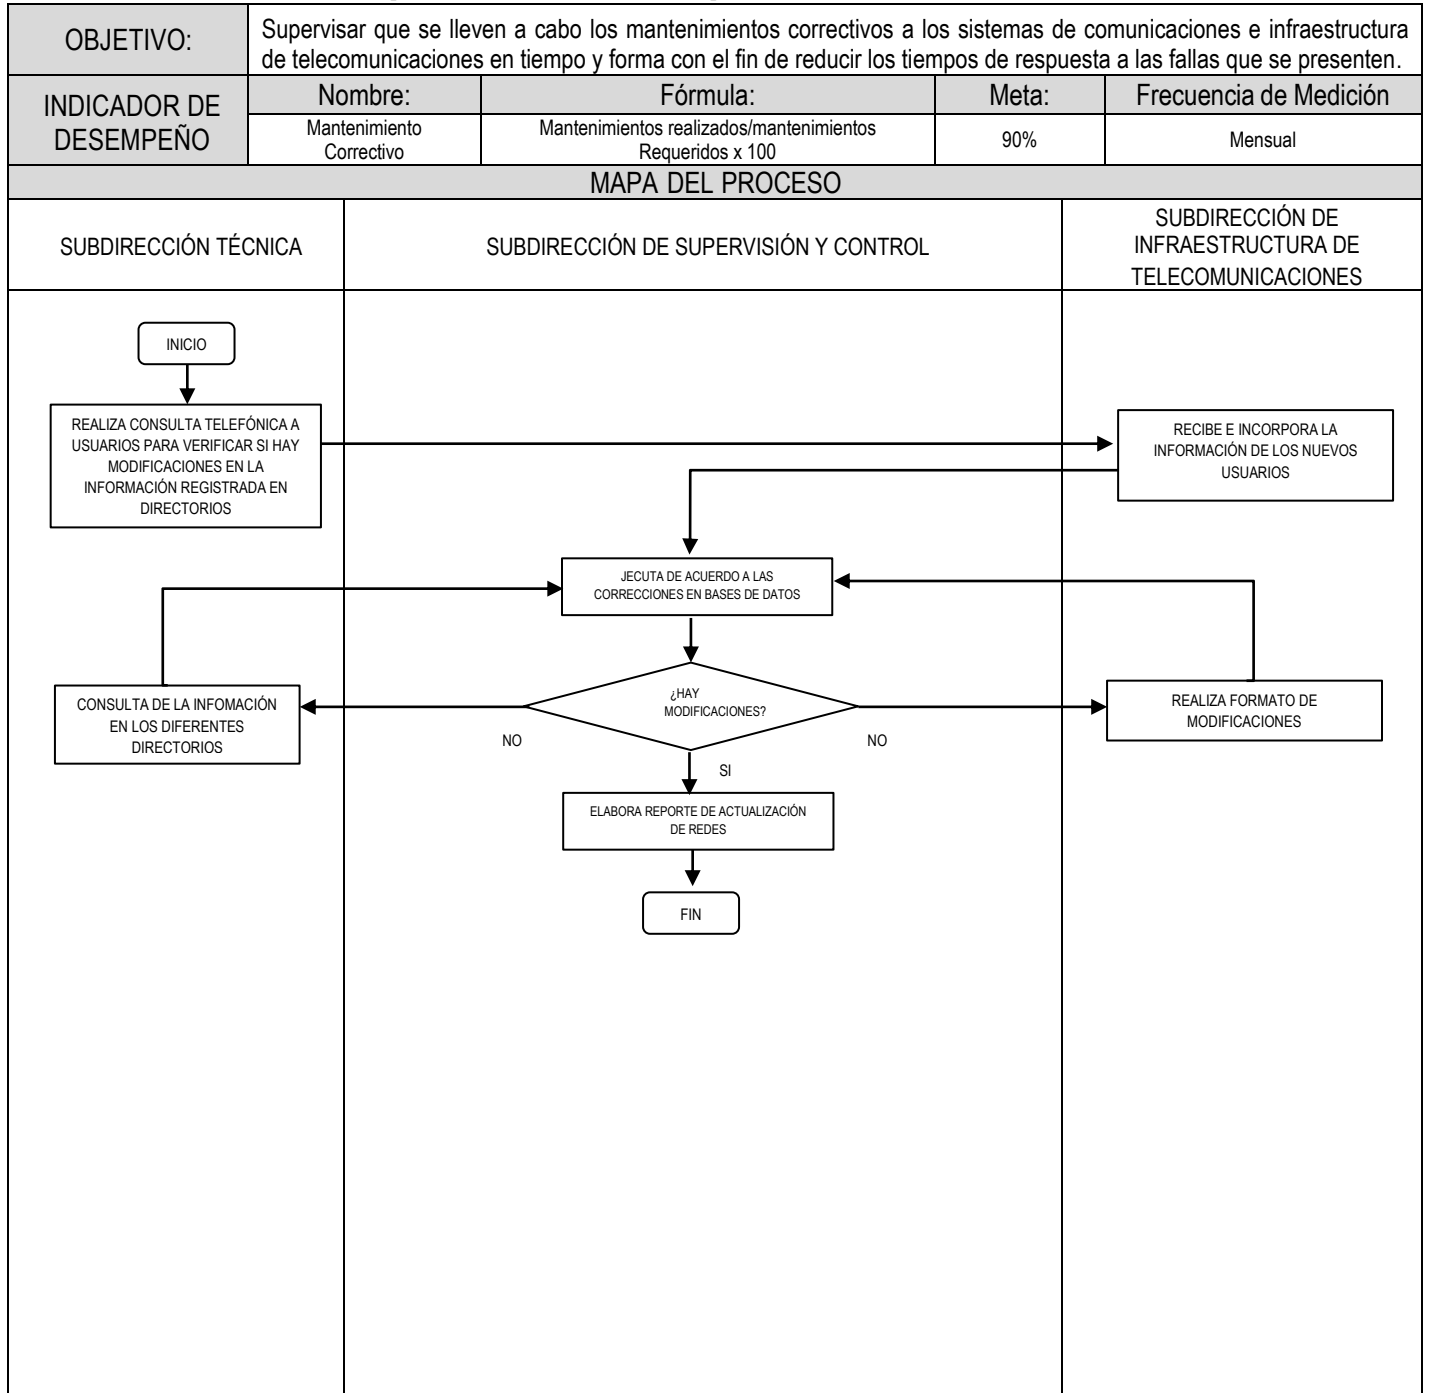 OBJETIVO:
Supervisar que se lleven a cabo los mantenimientos correctivos a los sistemas de comunicaciones e infraestructura
de telecomunicaciones en tiempo y forma con el fin de reducir los tiempos de respuesta a las fallas que se presenten.
INDICADOR DE
DESEMPEÑO
Nombre:
Fórmula:
Meta:
Frecuencia de Medición
Mantenimiento
Correctivo
Mantenimientos realizados/mantenimientos
Requeridos x 100
90%
Mensual
MAPA DEL PROCESO
SUBDIRECCIÓN TÉCNICA
SUBDIRECCIÓN DE SUPERVISIÓN Y CONTROL
SUBDIRECCIÓN DE
INFRAESTRUCTURA DE
TELECOMUNICACIONES
INICIO
REALIZA CONSULTA TELEFÓNICA A
USUARIOS PARA VERIFICAR SI HAY
MODIFICACIONES EN LA
INFORMACIÓN REGISTRADA EN
DIRECTORIOS
RECIBE E INCORPORA LA
INFORMACIÓN DE LOS NUEVOS
USUARIOS
JECUTA DE ACUERDO A LAS
CORRECCIONES EN BASES DE DATOS
CONSULTA DE LA INFOMACIÓN
EN LOS DIFERENTES
DIRECTORIOS
¿HAY
MODIFICACIONES?
REALIZA FORMATO DE
MODIFICACIONES
NO
NO
SI
ELABORA REPORTE DE ACTUALIZACIÓN
DE REDES
FIN